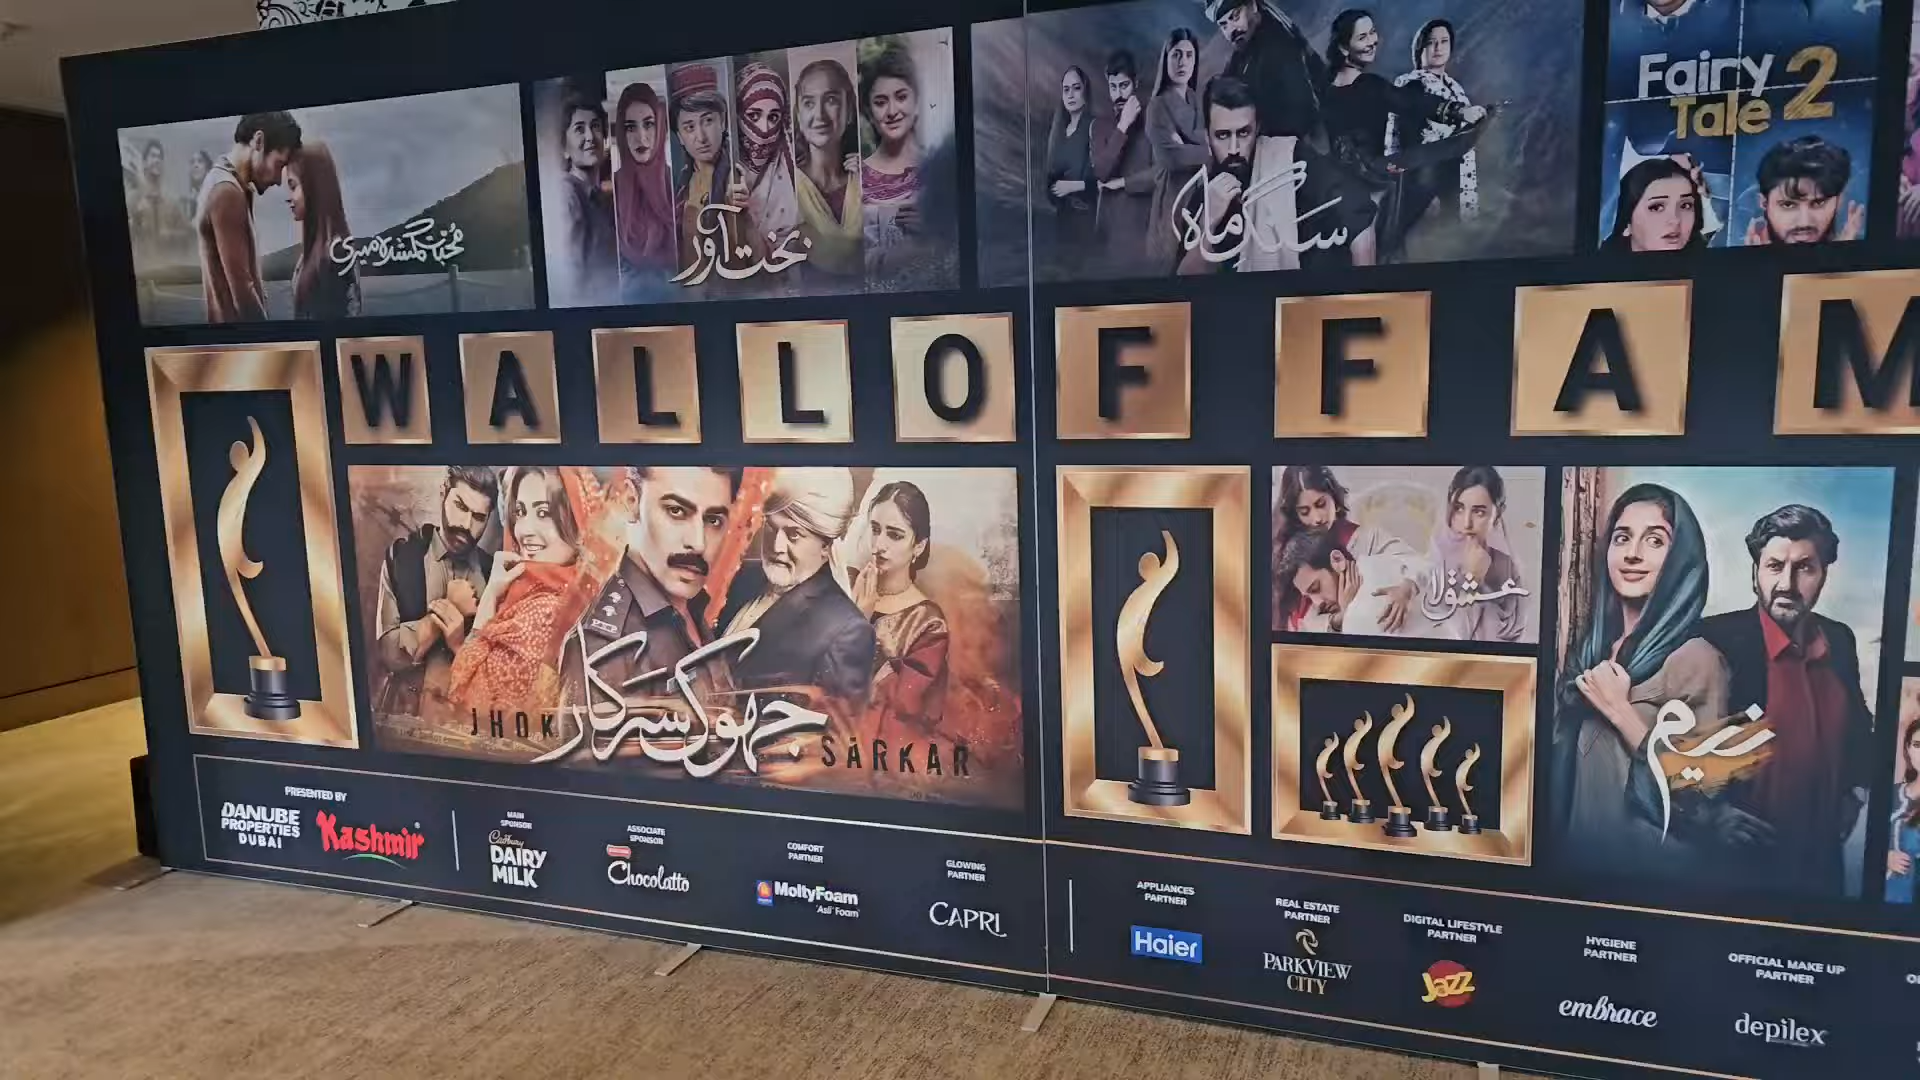 Fairy
Tale 2
محبت گمشدہ میری
بخت آور
سنگِ ماہ
WALL OF FAM
JHOK
جھوک سرکار
SARKAR
عشقِ لا
نیم
PRESENTED BY
DANUBE
PROPERTIES
DUBAI
Kashmir
MAIN
SPONSOR
Cadbury
DAIRY
MILK
ASSOCIATE
SPONSOR
Chocolatto
COMFORT
PARTNER
MoltyFoam
'Asli' Foam
GLOWING
PARTNER
CAPRI
APPLIANCES
PARTNER
Haier
REAL ESTATE
PARTNER
PARKVIEW
CITY
DIGITAL LIFESTYLE
PARTNER
Jazz
HYGIENE
PARTNER
embrace
OFFICIAL MAKE UP
PARTNER
depilex